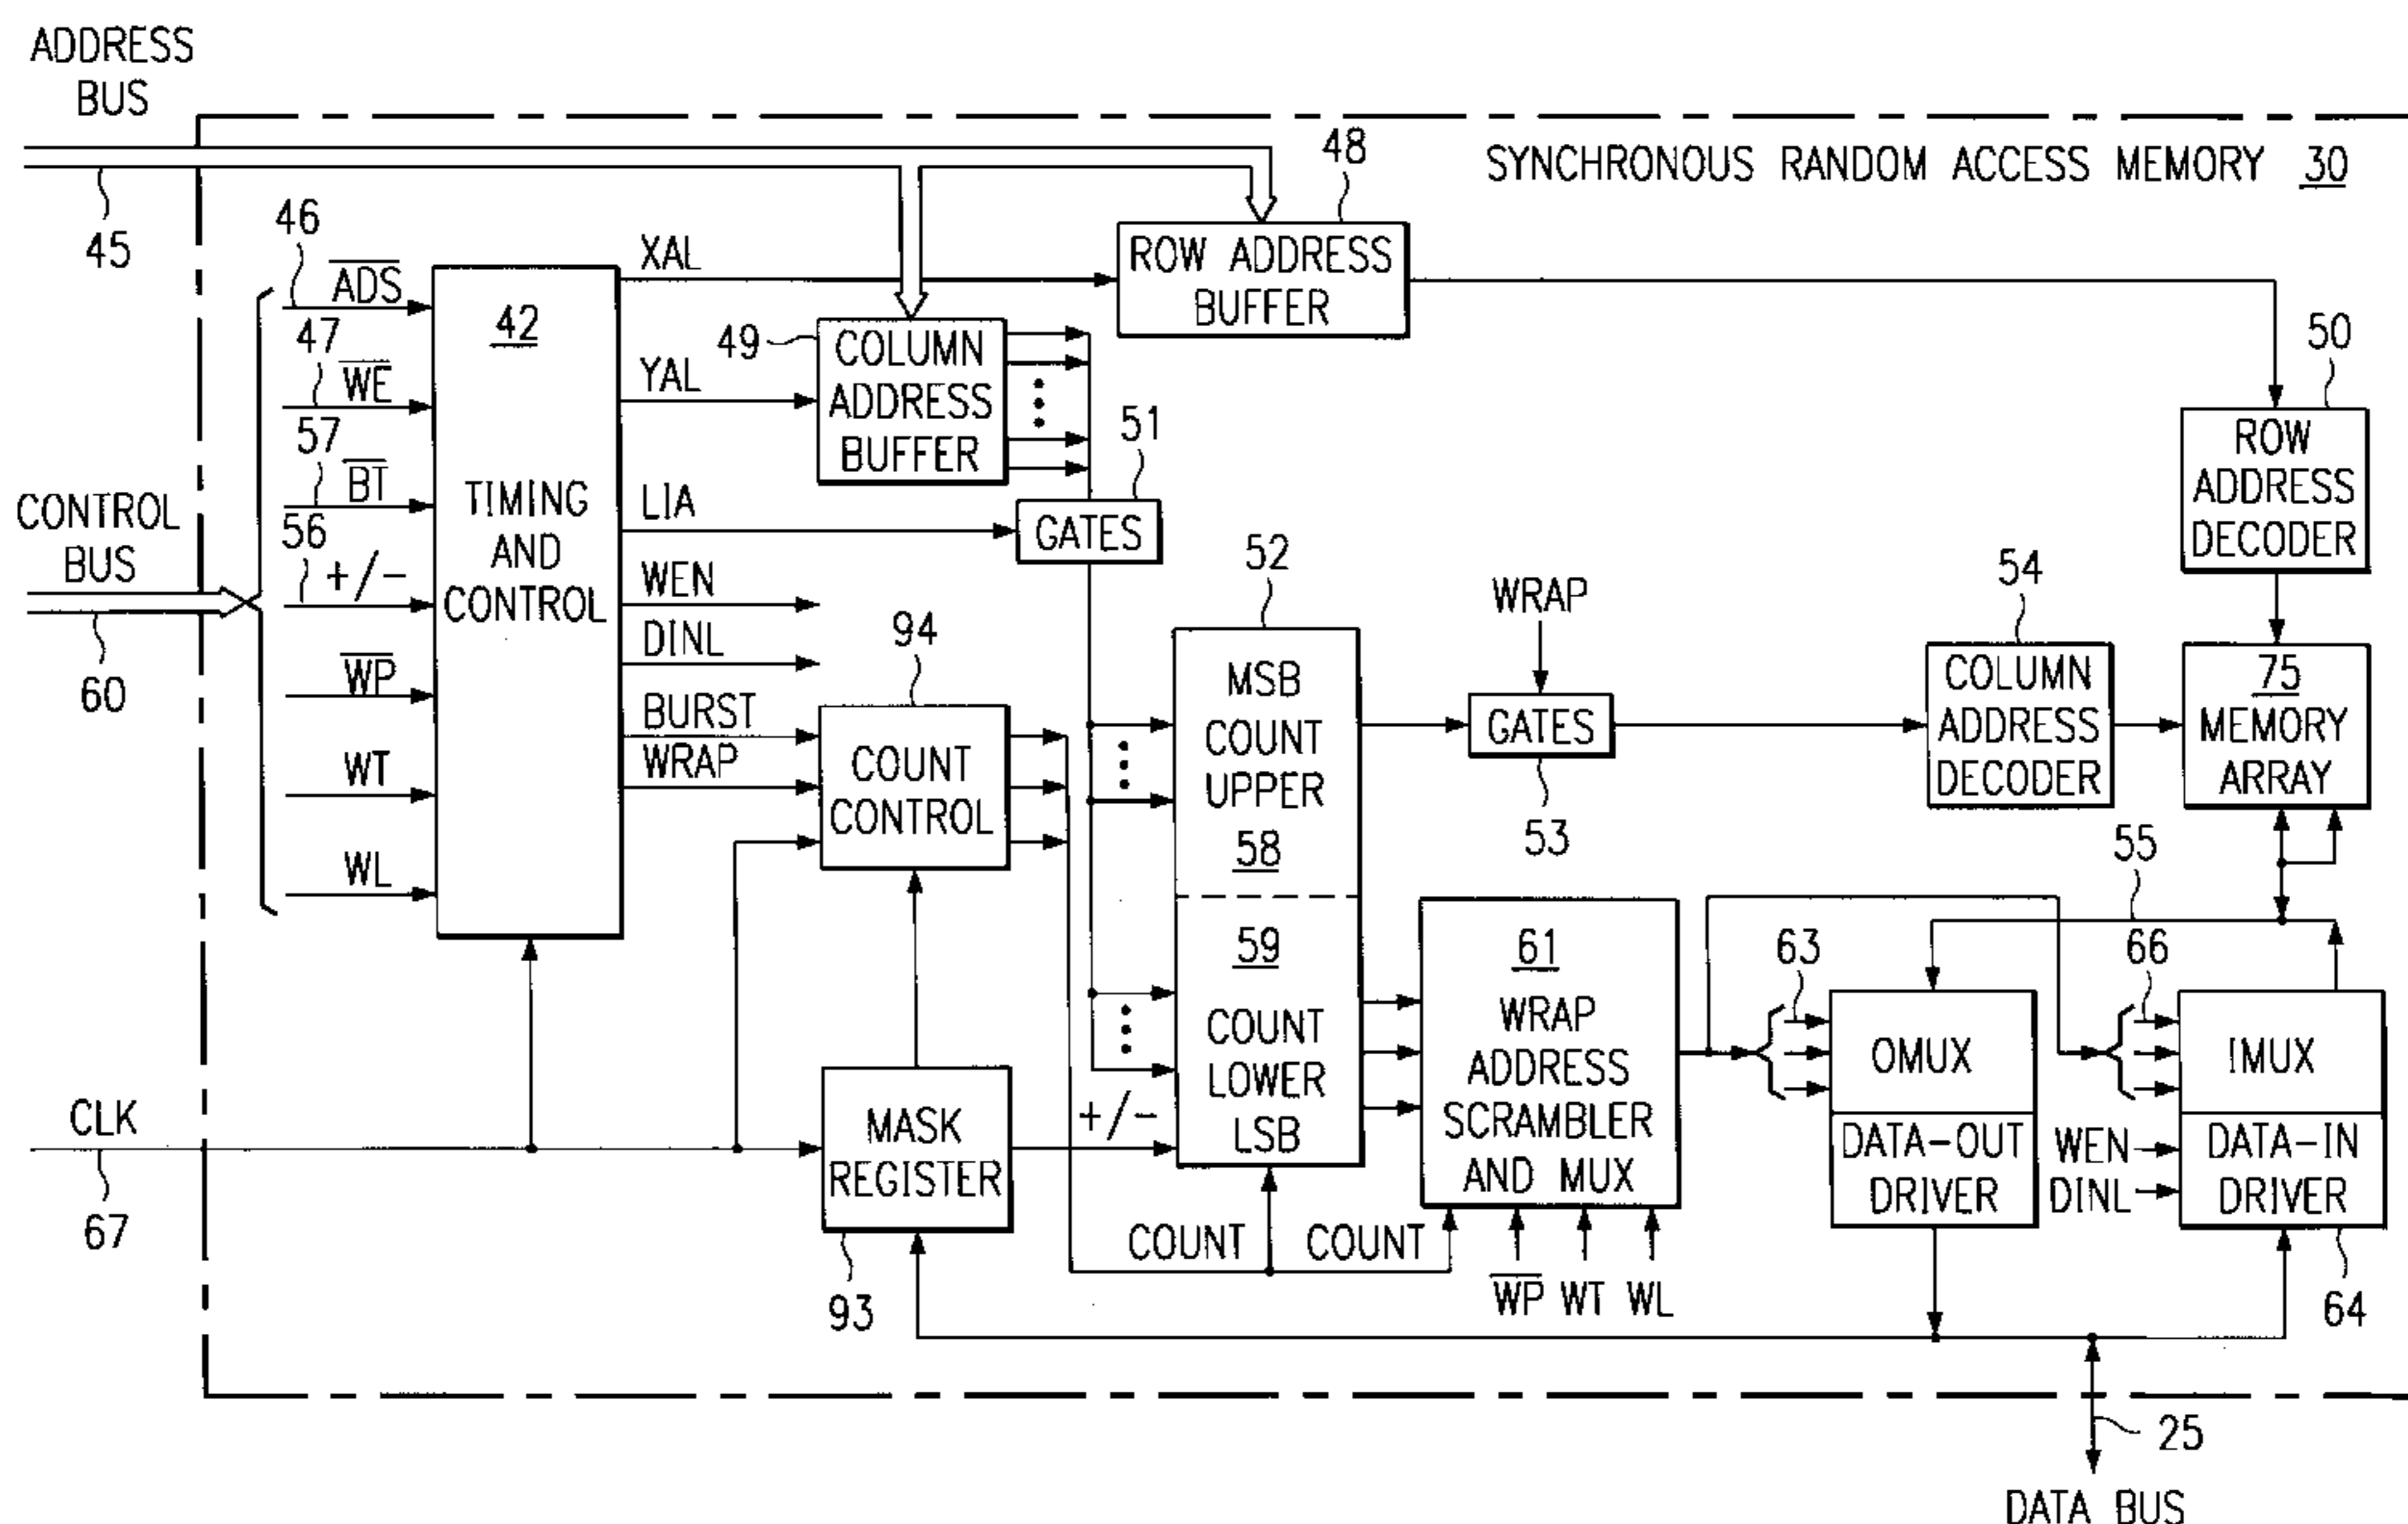 ADDRESS
BUS
45
SYNCHRONOUS RANDOM ACCESS MEMORY 30
48
ROW ADDRESS
BUFFER
46
ADS
47
WE
57
BT
56
+/-
WP
WT
WL
CONTROL
BUS
60
42
TIMING
AND
CONTROL
XAL
YAL
LIA
WEN
DINL
BURST
WRAP
49
COLUMN
ADDRESS
BUFFER
51
GATES
50
ROW
ADDRESS
DECODER
94
COUNT
CONTROL
52
MSB
COUNT
UPPER
58
59
COUNT
LOWER
LSB
WRAP
GATES
53
54
COLUMN
ADDRESS
DECODER
75
MEMORY
ARRAY
55
61
WRAP
ADDRESS
SCRAMBLER
AND MUX
63
OMUX
DATA-OUT
DRIVER
66
IMUX
DATA-IN
DRIVER
WEN
DINL
64
CLK
67
MASK
REGISTER
93
+/-
COUNT
COUNT
WP WT WL
25
DATA BUS